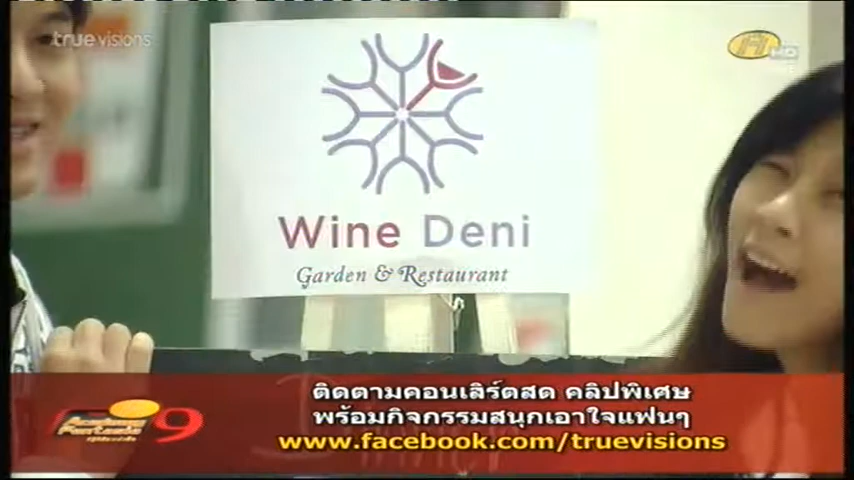 truevisions
H HD
Wine Deni
Garden & Restaurant
Academy
Fantasia 9
ติดตามคอนเสิร์ตสด คลิปพิเศษ
พร้อมกิจกรรมสนุกเอาใจแฟนๆ
www.facebook.com/truevisions